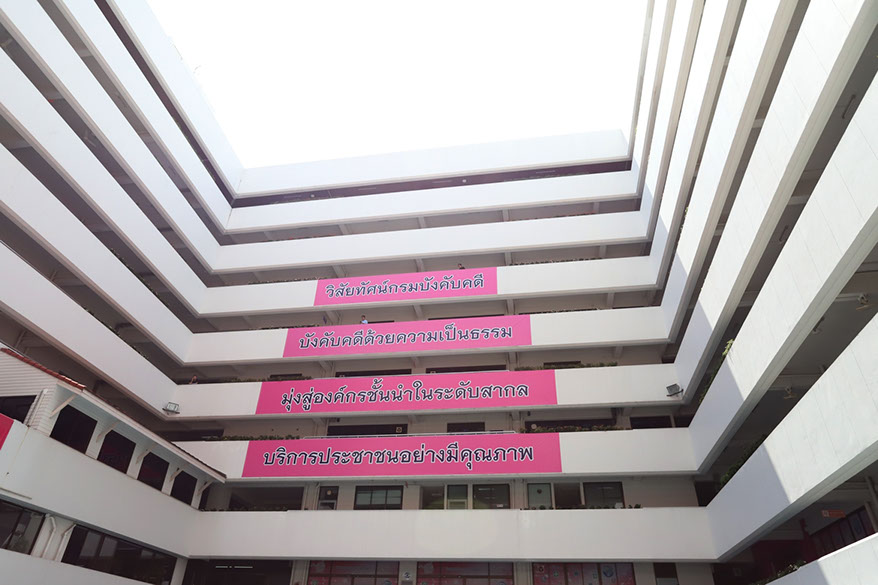 วิสัยทัศน์กรมบังคับคดี
บังคับคดีด้วยความเป็นธรรม
มุ่งสู่องค์กรชั้นนำในระดับสากล
บริการประชาชนอย่างมีคุณภาพ